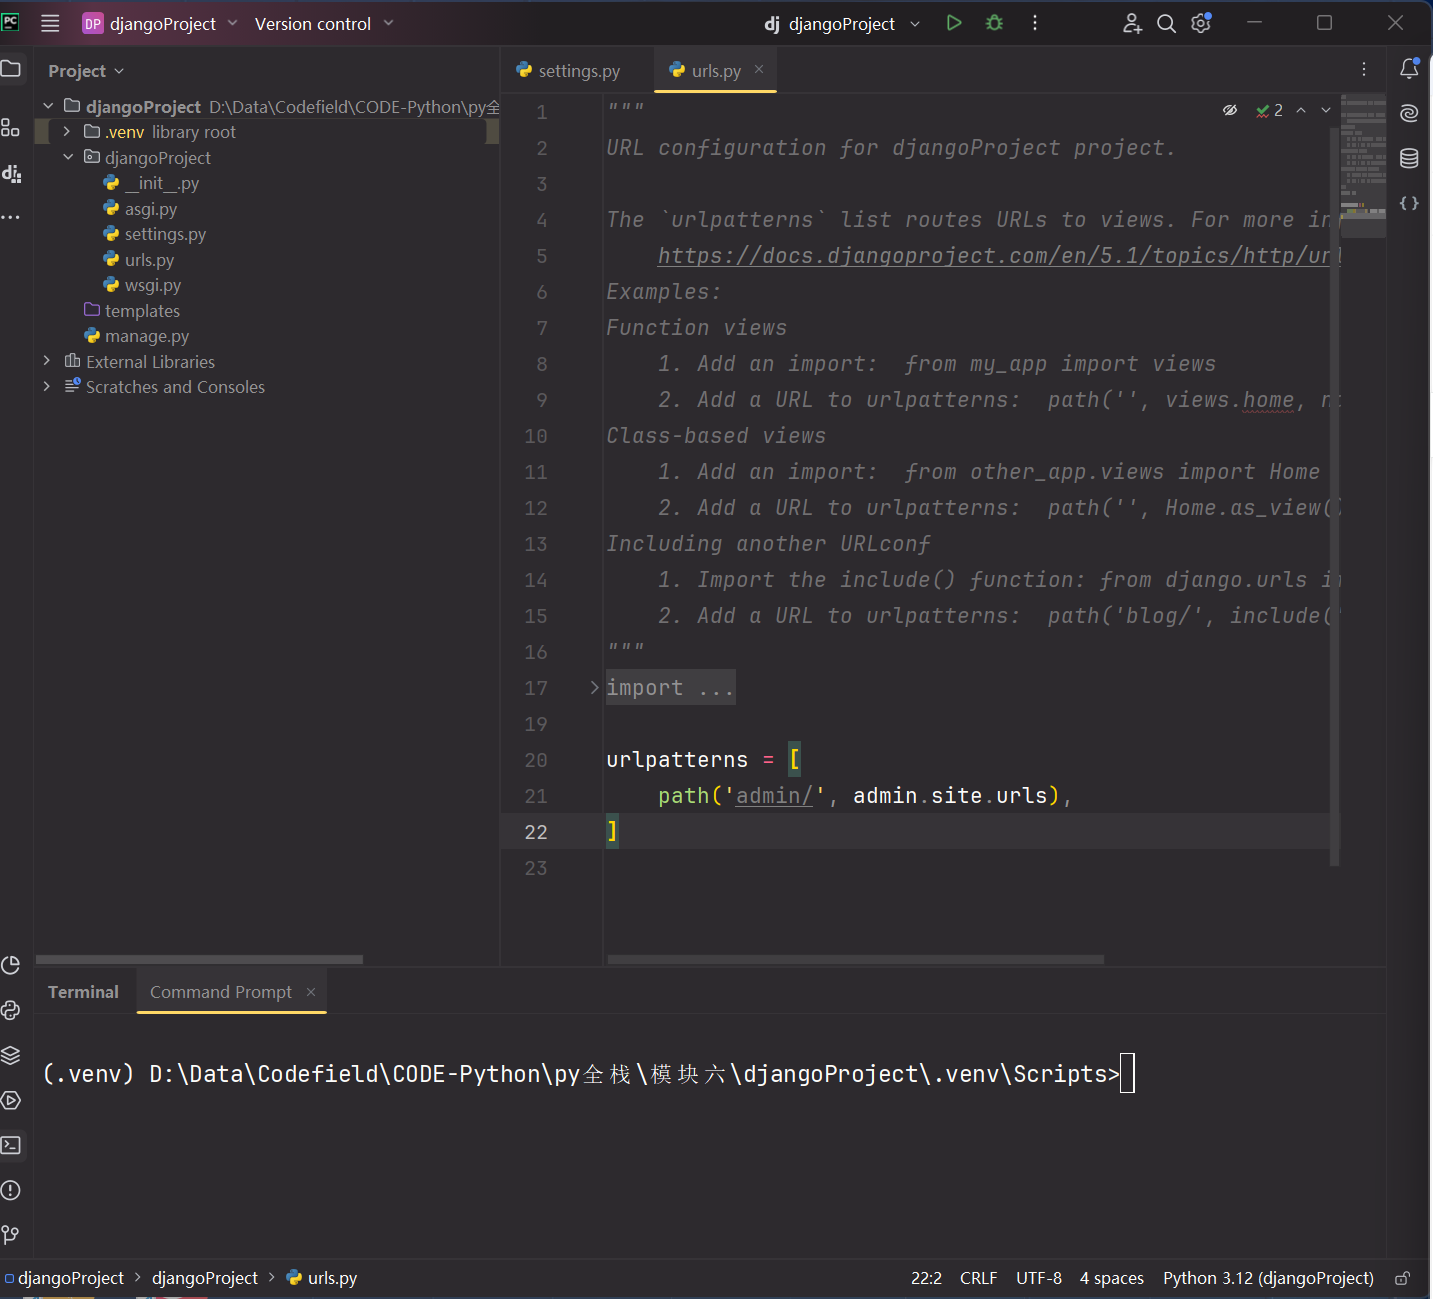 PC
DP djangoProject Version control dj djangoProject
Project
settings.py urls.py
djangoProject D:\Data\Codefield\CODE-Python\py全
.venv library root
djangoProject
__init__.py
asgi.py
settings.py
urls.py
wsgi.py
templates
manage.py
External Libraries
Scratches and Consoles
2
1 """
2 URL configuration for djangoProject project.
3
4 The `urlpatterns` list routes URLs to views. For more in
5 https://docs.djangoproject.com/en/5.1/topics/http/url
6 Examples:
7 Function views
8 1. Add an import:  from my_app import views
9 2. Add a URL to urlpatterns:  path('', views.home, n
10 Class-based views
11 1. Add an import:  from other_app.views import Home
12 2. Add a URL to urlpatterns:  path('', Home.as_view()
13 Including another URLconf
14 1. Import the include() function: from django.urls i
15 2. Add a URL to urlpatterns:  path('blog/', include('
16 """
17 import ...
19
20 urlpatterns = [
21 path('admin/', admin.site.urls),
22 ]
23
Terminal Command Prompt
(.venv) D:\Data\Codefield\CODE-Python\py全栈\模块六\djangoProject\.venv\Scripts>
djangoProject > djangoProject > urls.py 22:2 CRLF UTF-8 4 spaces Python 3.12 (djangoProject)